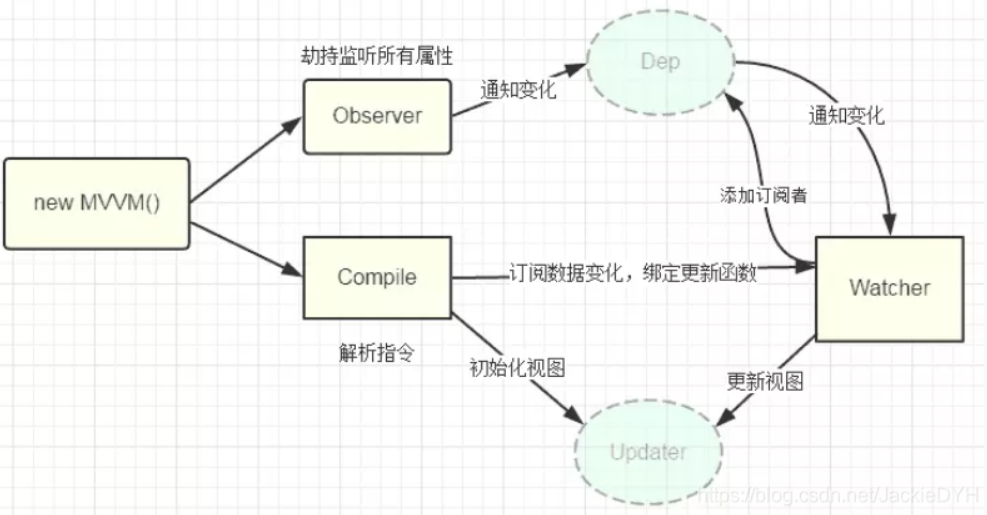 劫持监听所有属性
Observer
通知变化
Dep
通知变化
new MVVM()
添加订阅者
Compile
订阅数据变化，绑定更新函数
Watcher
解析指令
初始化视图
更新视图
Updater
https://blog.csdn.net/JackieDYH